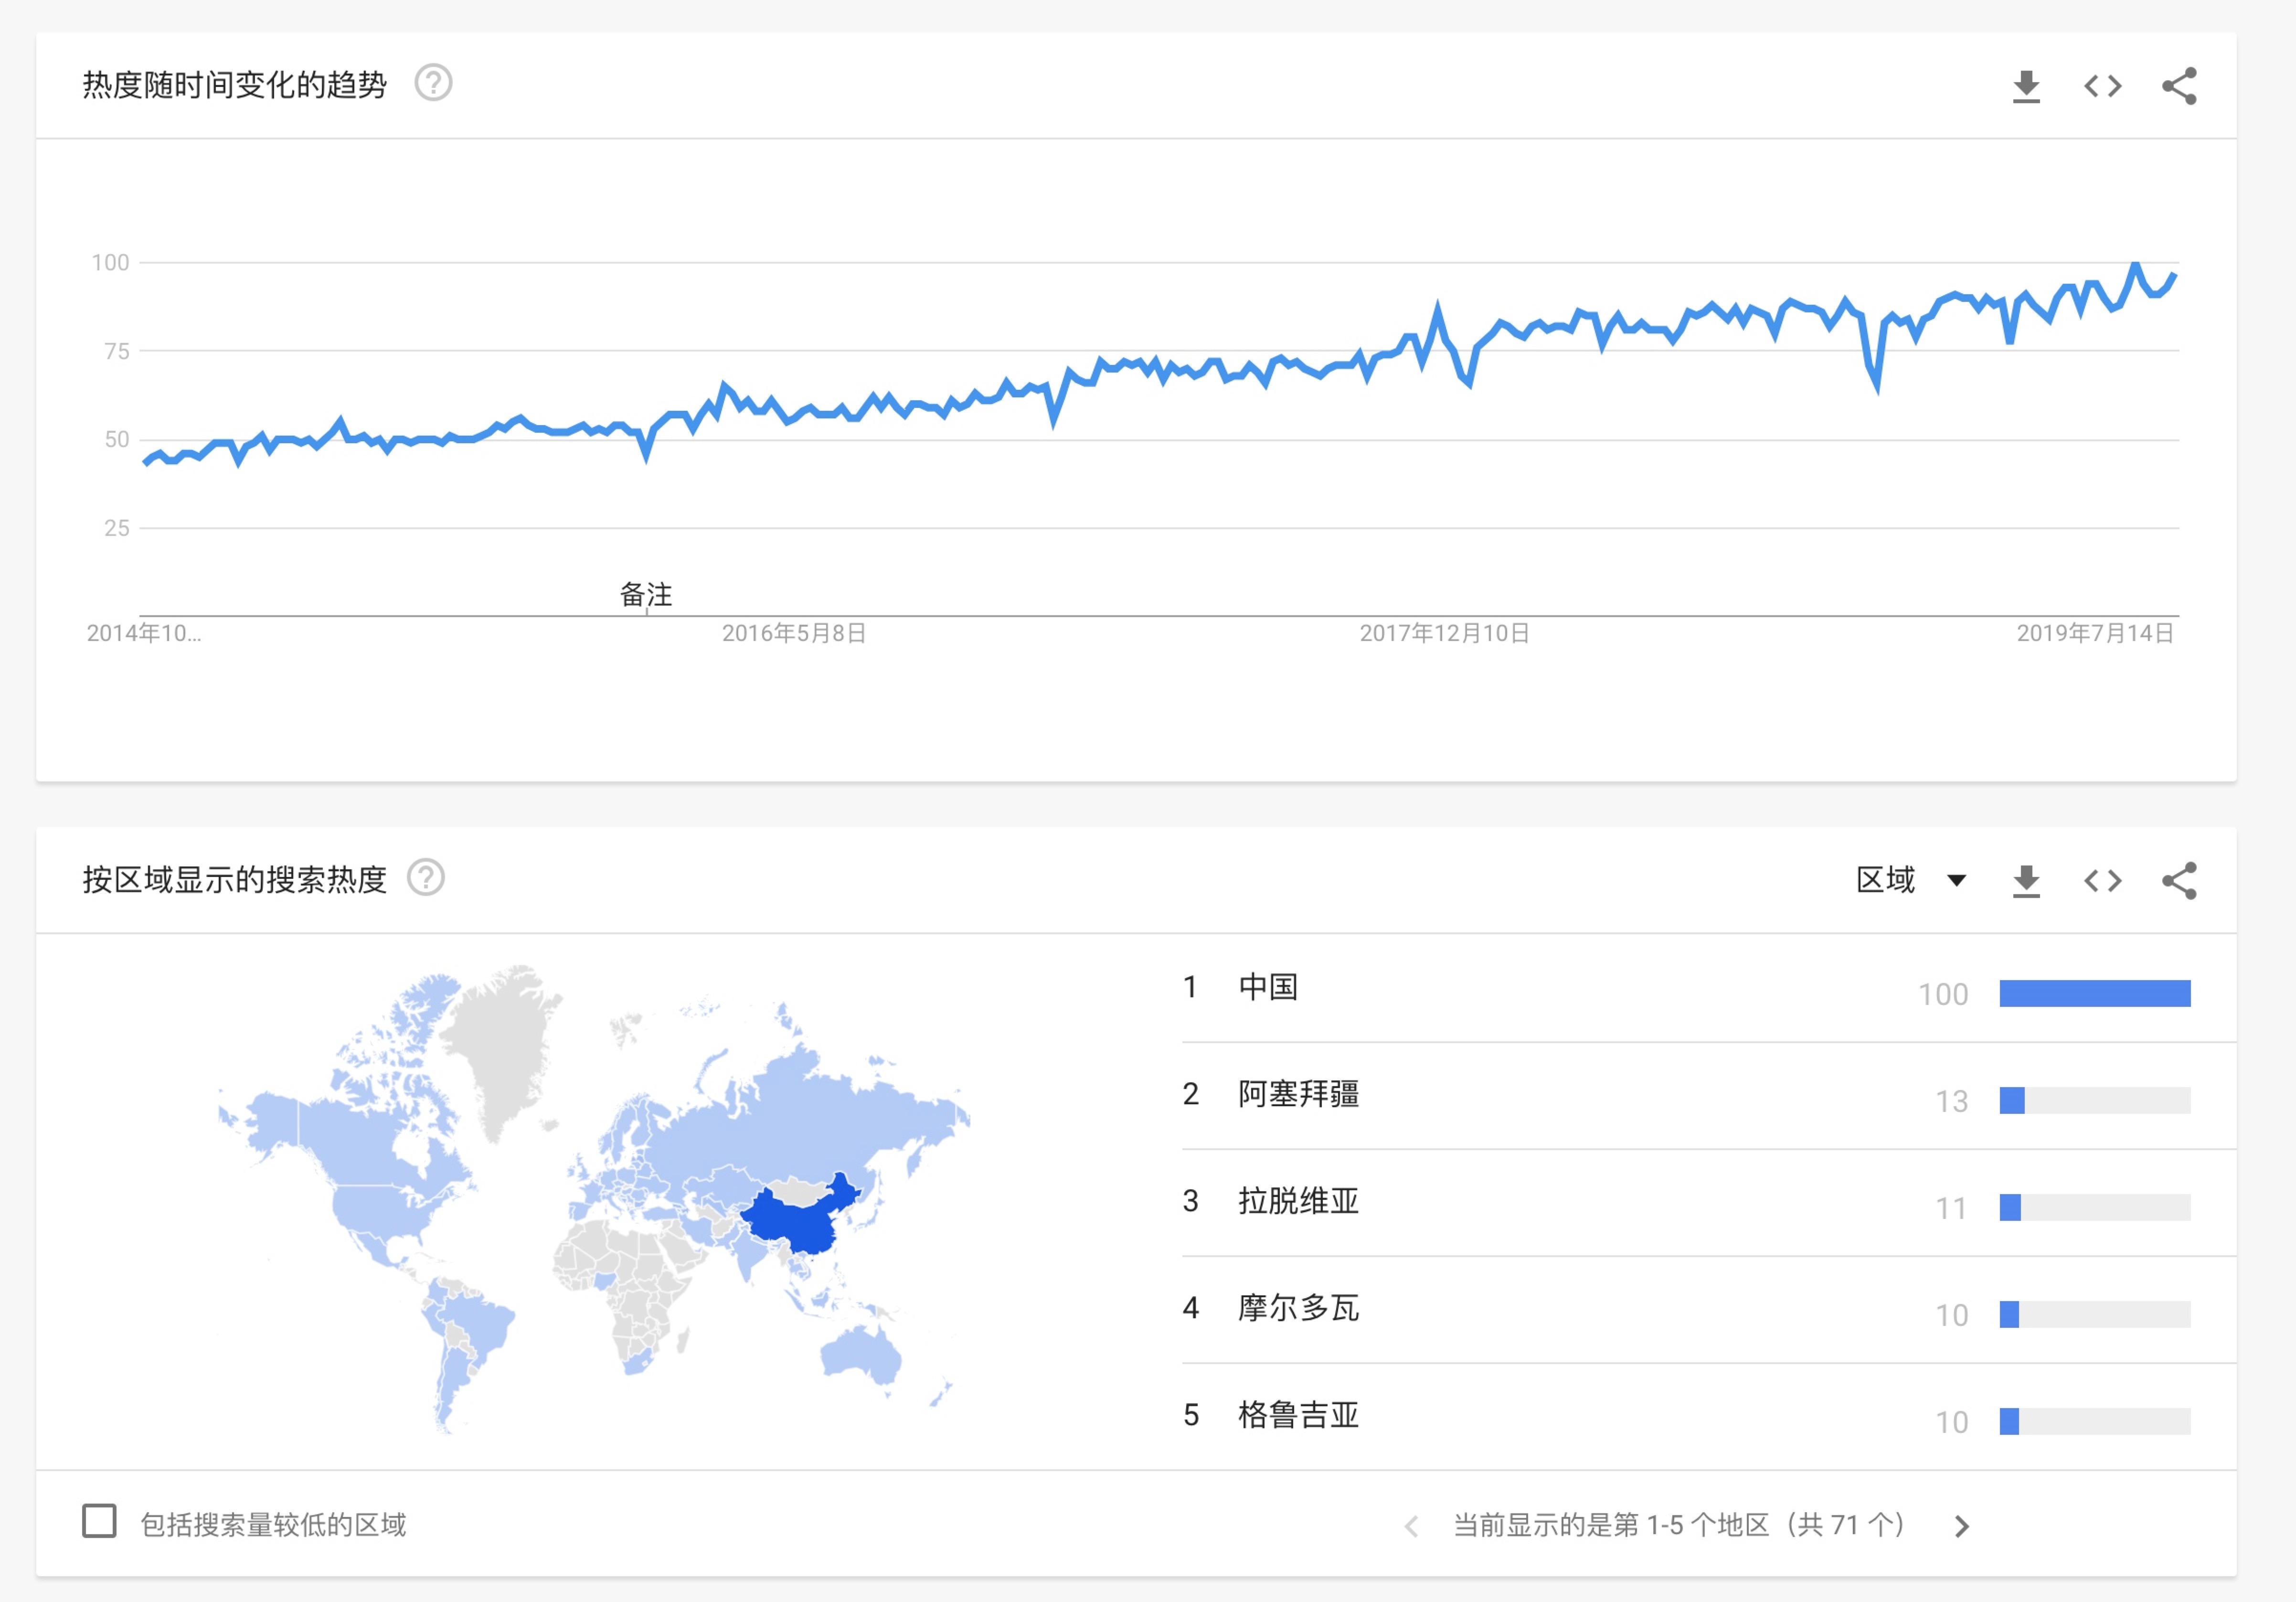 热度随时间变化的趋势
100
75
50
25
备注
2014年10...
2016年5月8日
2017年12月10日
2019年7月14日
按区域显示的搜索热度
区域
1 中国 100
2 阿塞拜疆 13
3 拉脱维亚 11
4 摩尔多瓦 10
5 格鲁吉亚 10
包括搜索量较低的区域
当前显示的是第 1-5 个地区（共 71 个）